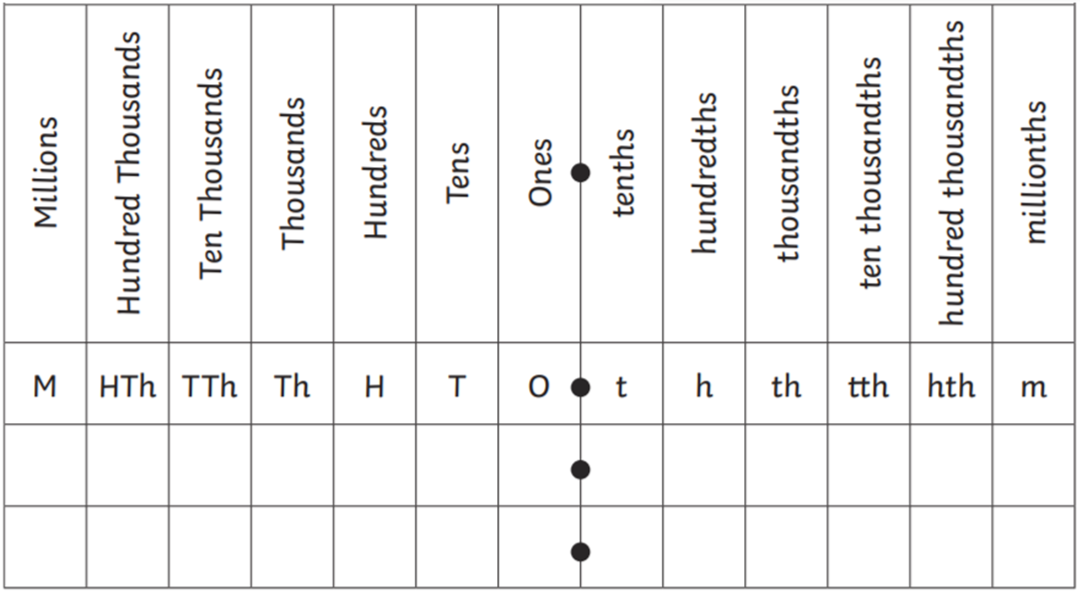 Millions
Hundred Thousands
Ten Thousands
Thousands
Hundreds
Tens
Ones
tenths
hundredths
thousandths
ten thousandths
hundred thousandths
millionths
M HTh TTh Th H T O t h th tth hth m